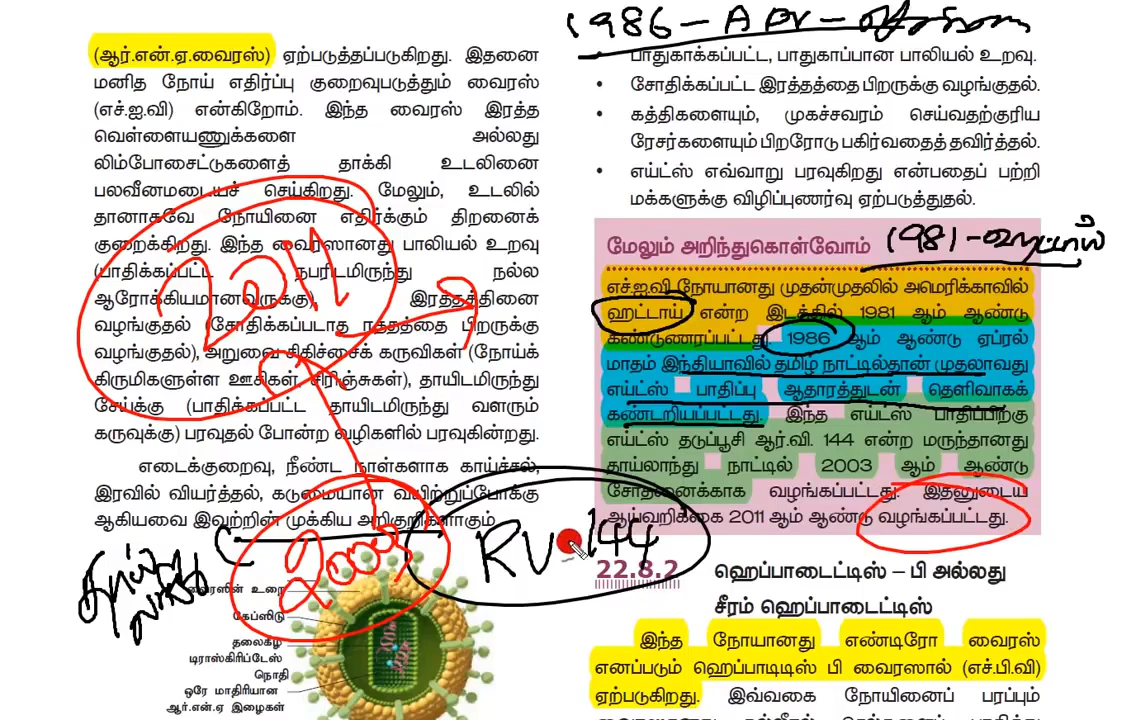 (ஆர்.என்.ஏ.வைரஸ்) ஏற்படுத்தப்படுகிறது. இதனை
மனித நோய் எதிர்ப்பு குறைவுபடுத்தும் வைரஸ்
(எச்.ஐ.வி) என்கிறோம். இந்த வைரஸ் இரத்த
வெள்ளையணுக்களை அல்லது
லிம்போசைட்டுகளைத் தாக்கி உடலினை
பலவீனமடையச் செய்கிறது. மேலும், உடலில்
தானாகவே நோயினை எதிர்க்கும் திறனைக்
குறைக்கிறது. இந்த வைரஸானது பாலியல் உறவு
(பாதிக்கப்பட்ட நபரிடமிருந்து நல்ல
ஆரோக்கியமானவருக்கு), இரத்தத்தினை
வழங்குதல் (சோதிக்கப்படாத ரத்தத்தை பிறருக்கு
வழங்குதல்), அறுவை சிகிச்சைக் கருவிகள் (நோய்க்
கிருமிகளுள்ள ஊசிகள், சிரிஞ்சுகள்), தாயிடமிருந்து
சேய்க்கு (பாதிக்கப்பட்ட தாயிடமிருந்து வளரும்
கருவுக்கு) பரவுதல் போன்ற வழிகளில் பரவுகின்றது.
2011
எடைக்குறைவு, நீண்ட நாள்களாக காய்ச்சல்,
இரவில் வியர்த்தல், கடுமையான வயிற்றுப்போக்கு
ஆகியவை இவற்றின் முக்கிய அறிகுறிகளாகும்.
2003
வைரஸின் உறை
கேப்ஸிடு
தலைகீழ்
டிராஸ்கிரிப்டேஸ்
நொதி
ஒரே மாதிரியான
ஆர்.என்.ஏ இழைகள்
1986 –
பாதுகாக்கப்பட்ட, பாதுகாப்பான பாலியல் உறவு.
• சோதிக்கப்பட்ட இரத்தத்தை பிறருக்கு வழங்குதல்.
• கத்திகளையும், முகச்சவரம் செய்வதற்குரிய
ரேசர்களையும் பிறரோடு பகிர்வதைத் தவிர்த்தல்.
• எய்ட்ஸ் எவ்வாறு பரவுகிறது என்பதைப் பற்றி
மக்களுக்கு விழிப்புணர்வு ஏற்படுத்துதல்.
மேலும் அறிந்துகொள்வோம் 1981 –
எச்.ஐ.வி நோயானது முதன்முதலில் அமெரிக்காவில்
ஹட்டாய் என்ற இடத்தில் 1981 ஆம் ஆண்டு
கண்டுணரப்பட்டது. 1986 ஆம் ஆண்டு ஏப்ரல்
மாதம் இந்தியாவில் தமிழ் நாட்டில்தான் முதலாவது
எய்ட்ஸ் பாதிப்பு ஆதாரத்துடன் தெளிவாகக்
கண்டறியப்பட்டது. இந்த எய்ட்ஸ் பாதிப்பிற்கு
எய்ட்ஸ் தடுப்பூசி ஆர்.வி. 144 என்ற மருந்தானது
தாய்லாந்து நாட்டில் 2003 ஆம் ஆண்டு
சோதனைக்காக வழங்கப்பட்டது. இதனுடைய
ஆய்வறிக்கை 2011 ஆம் ஆண்டு வழங்கப்பட்டது.
RV 144
22.8.2 ஹெப்பாடைட்டிஸ் – பி அல்லது
சீரம் ஹெப்பாடைட்டிஸ்
இந்த நோயானது எண்டிரோ வைரஸ்
எனப்படும் ஹெப்பாடிடிஸ் பி வைரஸால் (எச்.பி.வி)
ஏற்படுகிறது. இவ்வகை நோயினைப் பரப்பும்